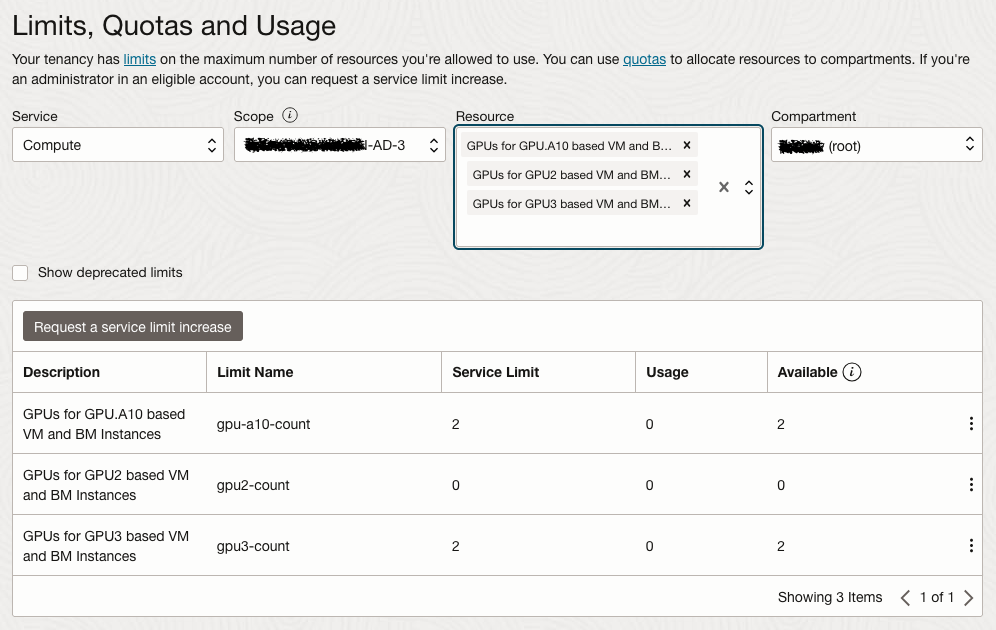 Limits, Quotas and Usage
Your tenancy has limits on the maximum number of resources you're allowed to use. You can use quotas to allocate resources to compartments. If you're
an administrator in an eligible account, you can request a service limit increase.
Service
Scope
Resource
Compartment
Compute
-AD-3
GPUs for GPU.A10 based VM and B...
GPUs for GPU2 based VM and BM...
GPUs for GPU3 based VM and BM...
(root)
Show deprecated limits
Request a service limit increase
Description Limit Name Service Limit Usage Available
GPUs for GPU.A10 based
VM and BM Instances
gpu-a10-count 2 0 2
GPUs for GPU2 based VM
and BM Instances
gpu2-count 0 0 0
GPUs for GPU3 based VM
and BM Instances
gpu3-count 2 0 2
Showing 3 Items 1 of 1